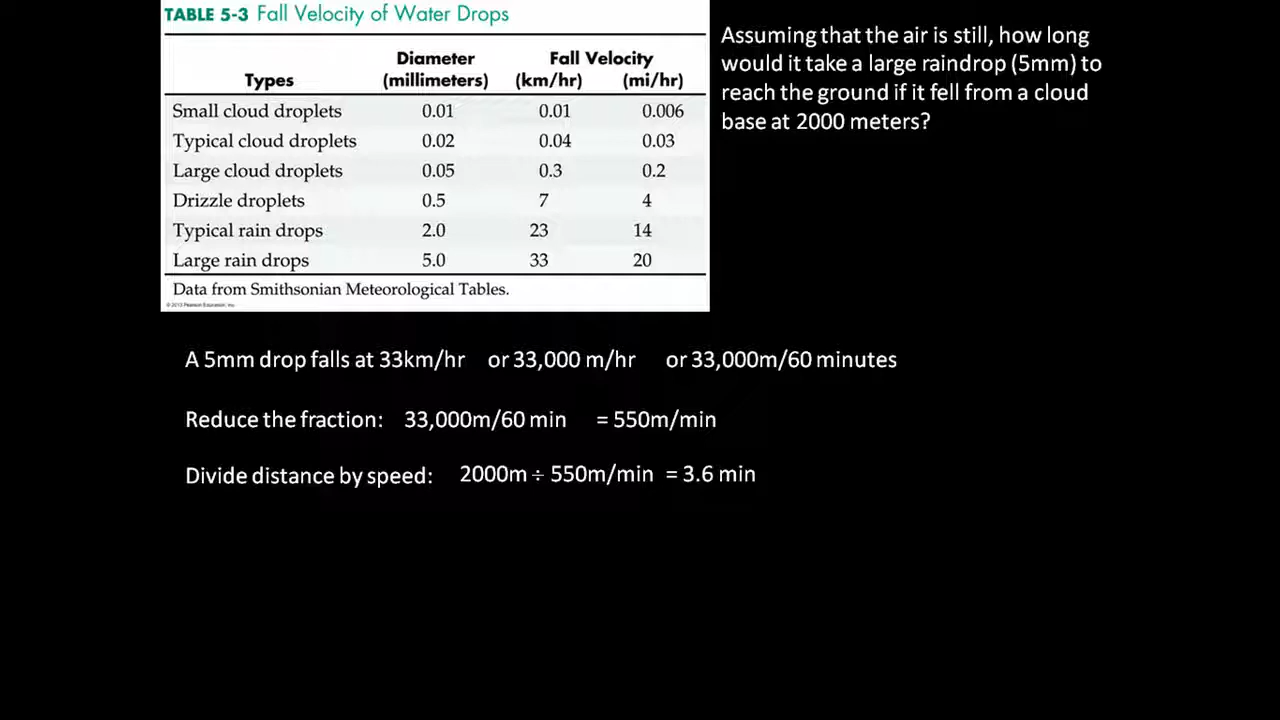 TABLE 5-3 Fall Velocity of Water Drops
Diameter Fall Velocity
Types (millimeters) (km/hr) (mi/hr)
Small cloud droplets 0.01 0.01 0.006
Typical cloud droplets 0.02 0.04 0.03
Large cloud droplets 0.05 0.3 0.2
Drizzle droplets 0.5 7 4
Typical rain drops 2.0 23 14
Large rain drops 5.0 33 20
Data from Smithsonian Meteorological Tables.
© 2013 Pearson Education, Inc.
Assuming that the air is still, how long
would it take a large raindrop (5mm) to
reach the ground if it fell from a cloud
base at 2000 meters?
A 5mm drop falls at 33km/hr or 33,000 m/hr or 33,000m/60 minutes
Reduce the fraction: 33,000m/60 min = 550m/min
Divide distance by speed: 2000m ÷ 550m/min = 3.6 min